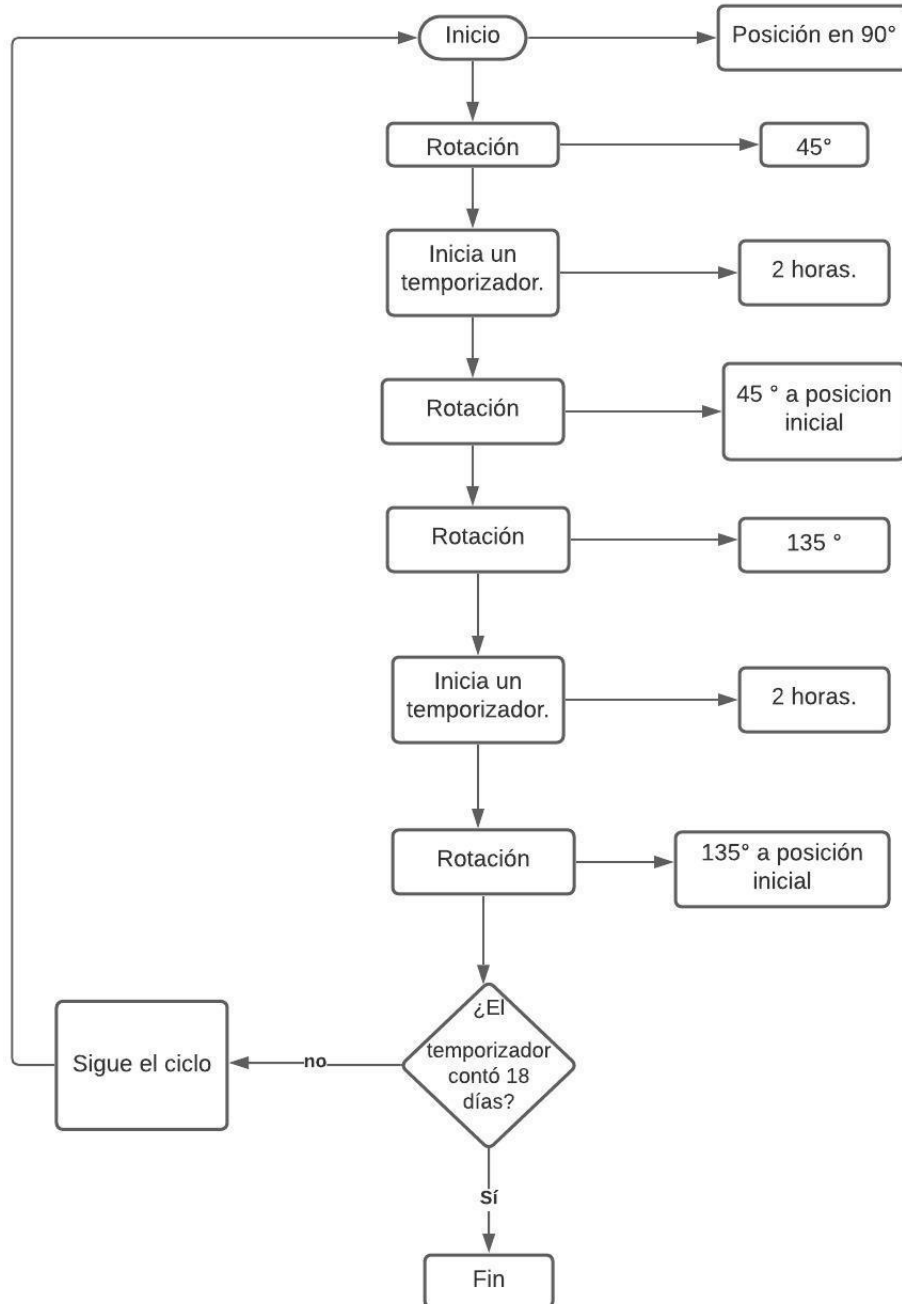 Inicio
Posición en 90°
Rotación
45°
Inicia un
temporizador.
2 horas.
Rotación
45 ° a posicion
inicial
Rotación
135 °
Inicia un
temporizador.
2 horas.
Rotación
135° a posición
inicial
¿El
temporizador
contó 18
días?
no
Sigue el ciclo
Sí
Fin